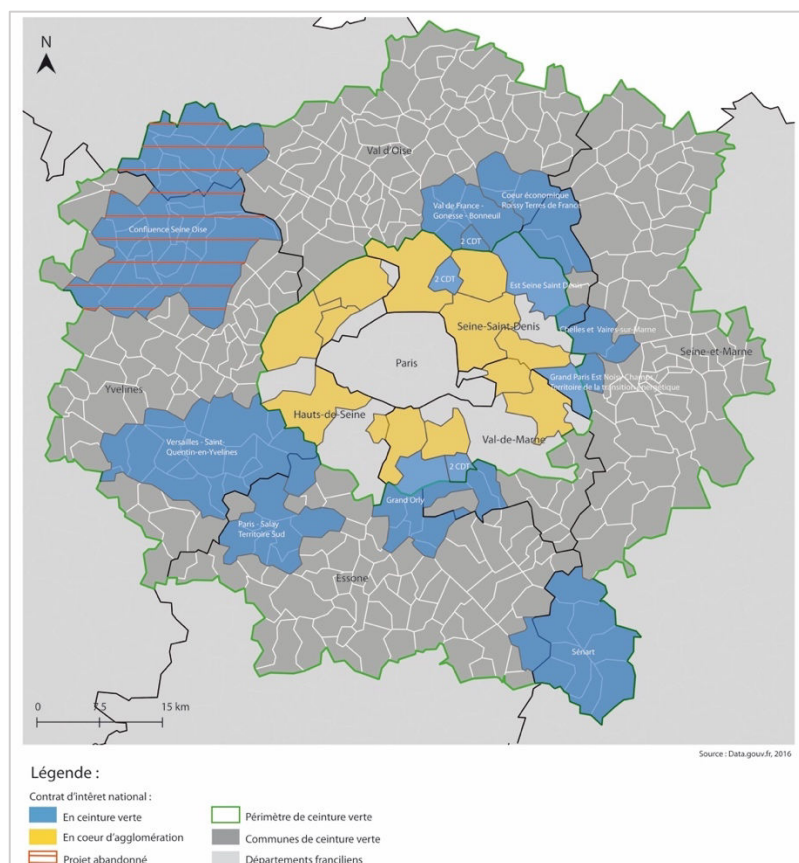 N
Val d'Oise
Coeur économique
Roissy Terres de France
Val de France -
Gonesse - Bonneuil
Confluence Seine Oise
2 CDT
2 CDT
Est Seine Saint Denis
Seine-Saint-Denis
Chelles et Vaires-sur-Marne
Seine-et-Marne
Paris
Yvelines
Grand Paris Est Noisy-Champs /
Territoire de la transition énergétique
Hauts-de-Seine
Val-de-Marne
Versailles - Saint-
Quentin-en-Yvelines
2 CDT
Grand Orly
Paris - Salay
Territoire Sud
Essone
Sénart
0 7,5 15 km
Source : Data.gouv.fr, 2016
Légende :
Contrat d'intêret national :
En ceinture verte
Périmètre de ceinture verte
En coeur d'agglomération
Communes de ceinture verte
Projet abandonné
Départements franciliens